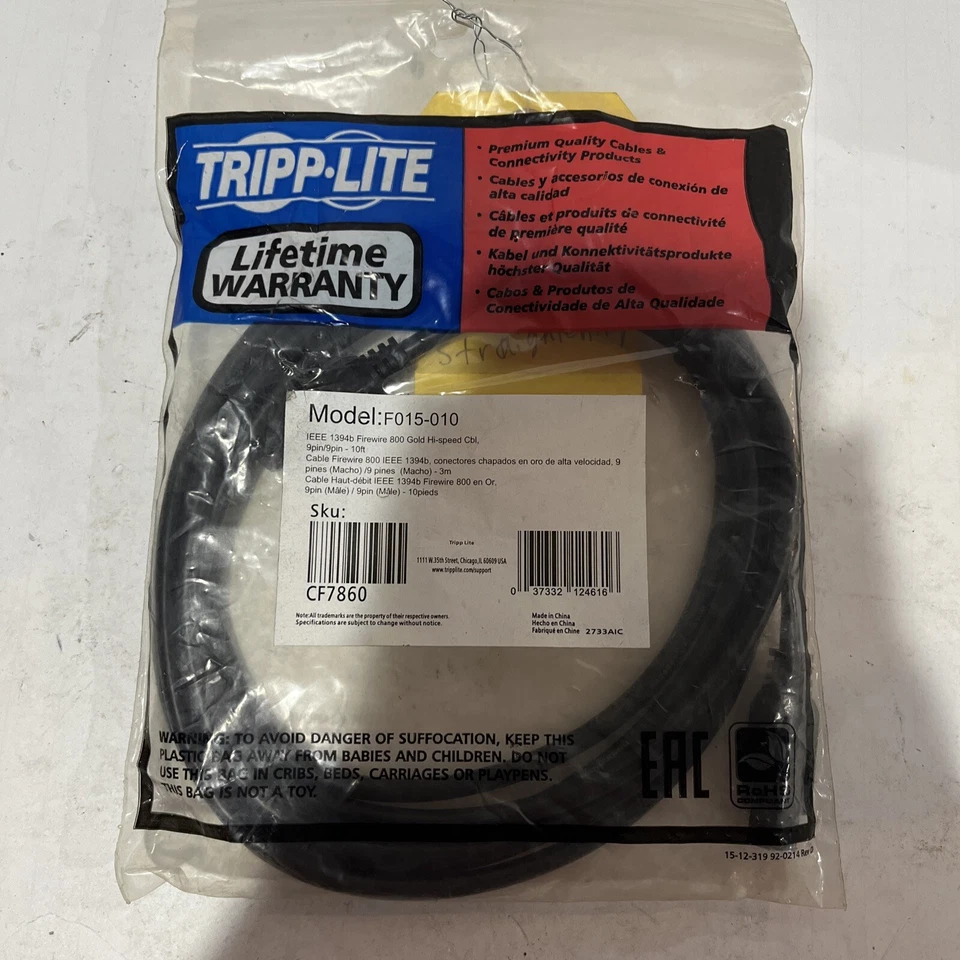 TRIPP·LITE
Lifetime
WARRANTY
• Premium Quality Cables &
Connectivity Products
• Cables y accesorios de conexión de
alta calidad
• Câbles et produits de connectivité
de première qualité
• Kabel und Konnektivitätsprodukte
höchster Qualität
• Cabos & Produtos de
Conectividade de Alta Qualidade
Model:F015-010
IEEE 1394b Firewire 800 Gold Hi-speed Cbl,
9pin/9pin - 10ft
Cable Firewire 800 IEEE 1394b, conectores chapados en oro de alta velocidad, 9
pines (Macho) /9 pines (Macho) - 3m
Cable Haut-débit IEEE 1394b Firewire 800 en Or,
9pin (Mâle) / 9pin (Mâle) - 10pieds
Sku:
CF7860
Tripp Lite
1111 W.35th Street, Chicago,IL 60609 USA
www.tripplite.com/support
0 37332 124616
Note:All trademarks are the property of their respective owners.
Specifications are subject to change without notice.
Made in China
Hecho en China
Fabriqué en Chine 2733AIC
WARNING: TO AVOID DANGER OF SUFFOCATION, KEEP THIS
PLASTIC BAG AWAY FROM BABIES AND CHILDREN. DO NOT
USE THIS BAG IN CRIBS, BEDS, CARRIAGES OR PLAYPENS.
THIS BAG IS NOT A TOY.
EAC
RoHS
COMPLIANT
15-12-319 92-0214 Rev